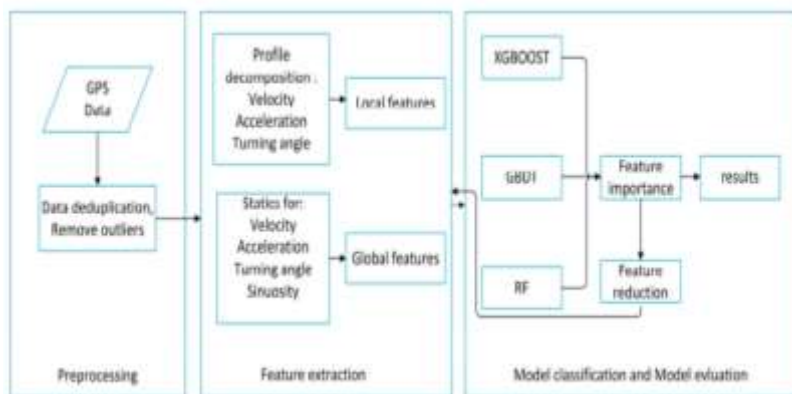 GPS
Data
Data deduplication,
Remove outliers
Preprocessing
Profile
decomposition :
Velocity
Acceleration
Turning angle
Local features
Statics for:
Velocity
Acceleration
Turning angle
Sinuosity
Global features
Feature extraction
XGBOOST
GBDT
RF
Feature
importance
results
Feature
reduction
Model classification and Model evluation